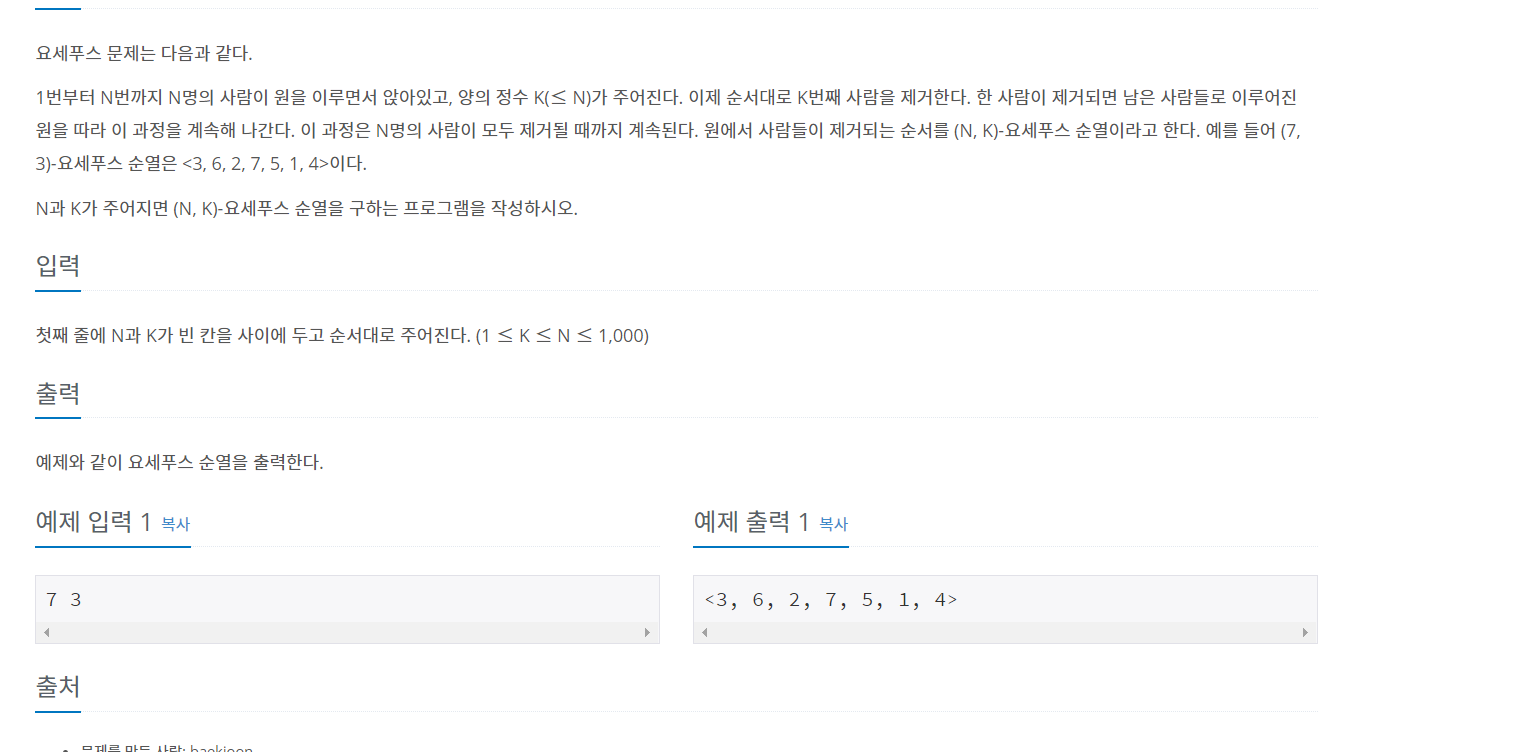 요세푸스 문제는 다음과 같다.
1번부터 N번까지 N명의 사람이 원을 이루면서 앉아있고, 양의 정수 K(≤ N)가 주어진다. 이제 순서대로 K번째 사람을 제거한다. 한 사람이 제거되면 남은 사람들로 이루어진
원을 따라 이 과정을 계속해 나간다. 이 과정은 N명의 사람이 모두 제거될 때까지 계속된다. 원에서 사람들이 제거되는 순서를 (N, K)-요세푸스 순열이라고 한다. 예를 들어 (7,
3)-요세푸스 순열은 <3, 6, 2, 7, 5, 1, 4>이다.
N과 K가 주어지면 (N, K)-요세푸스 순열을 구하는 프로그램을 작성하시오.
입력
첫째 줄에 N과 K가 빈 칸을 사이에 두고 순서대로 주어진다. (1 ≤ K ≤ N ≤ 1,000)
출력
예제와 같이 요세푸스 순열을 출력한다.
예제 입력 1 복사
7 3
예제 출력 1 복사
<3, 6, 2, 7, 5, 1, 4>
출처
문제를 만든 사람: baekjoon